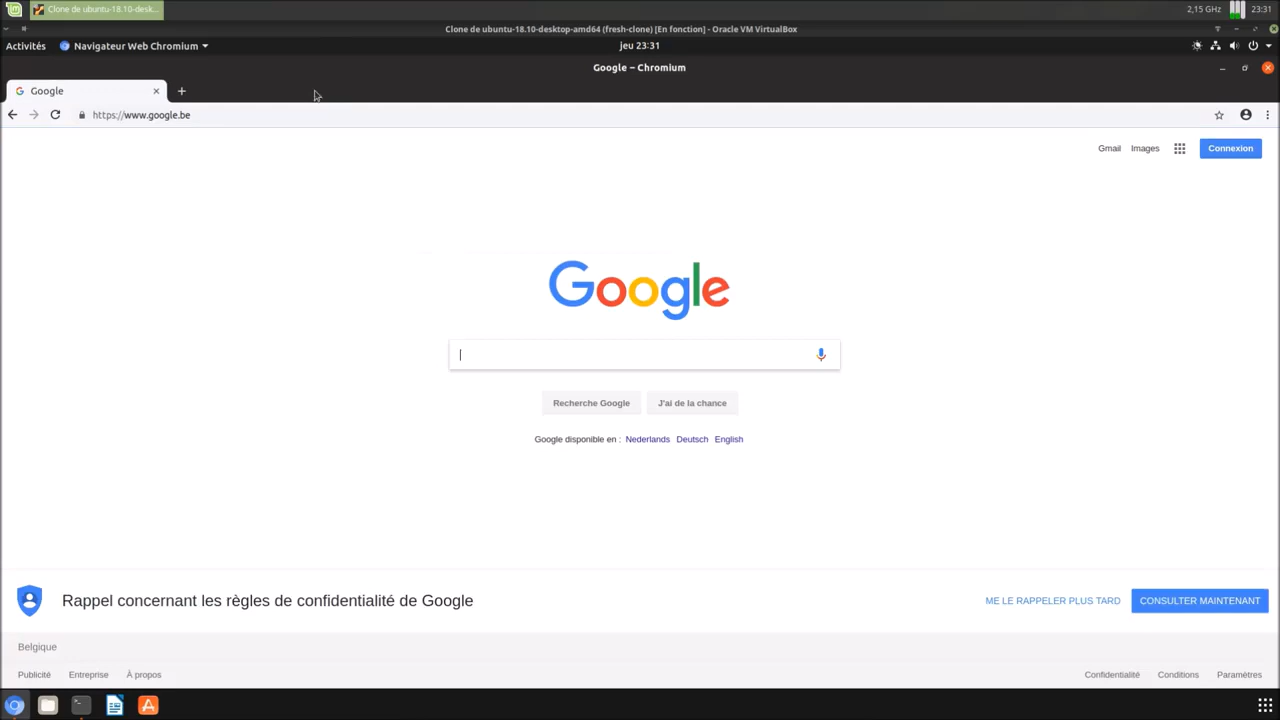 Clone de ubuntu-18.10-desk...
2,15 GHz
23:31
Clone de ubuntu-18.10-desktop-amd64 (fresh-clone) [En fonction] - Oracle VM VirtualBox
Activités
Navigateur Web Chromium
jeu 23:31
Google – Chromium
Google
https://www.google.be
Gmail
Images
Connexion
Google
Recherche Google
J'ai de la chance
Google disponible en : Nederlands Deutsch English
Rappel concernant les règles de confidentialité de Google
ME LE RAPPELER PLUS TARD
CONSULTER MAINTENANT
Belgique
Publicité
Entreprise
À propos
Confidentialité
Conditions
Paramètres